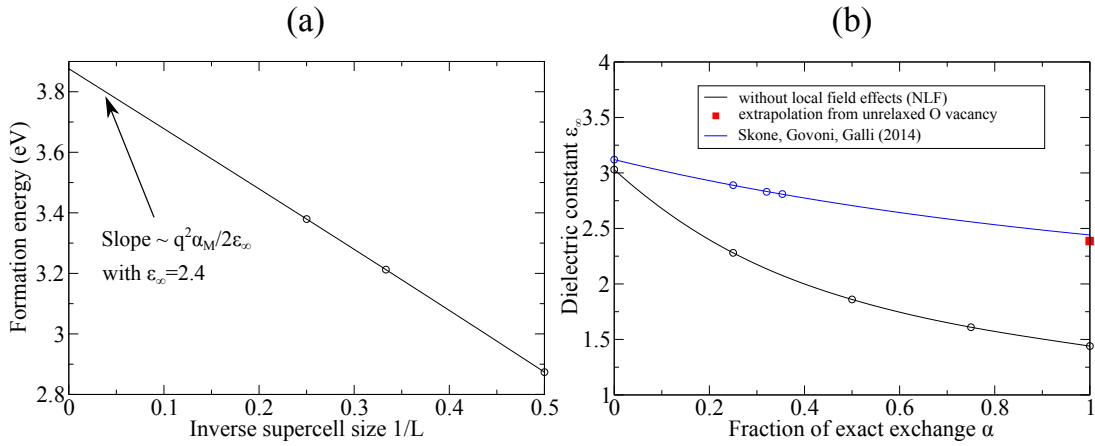 (a)
(b)
3.8
3.6
3.4
3.2
3
2.8
Formation energy (eV)
Slope ~ q²α_M/2ε_∞
with ε_∞=2.4
0
0.1
0.2
0.3
0.4
0.5
Inverse supercell size 1/L
4
3.5
3
2.5
2
1.5
1
Dielectric constant ε_∞
without local field effects (NLF)
extrapolation from unrelaxed O vacancy
Skone, Govoni, Galli (2014)
0
0.2
0.4
0.6
0.8
1
Fraction of exact exchange α